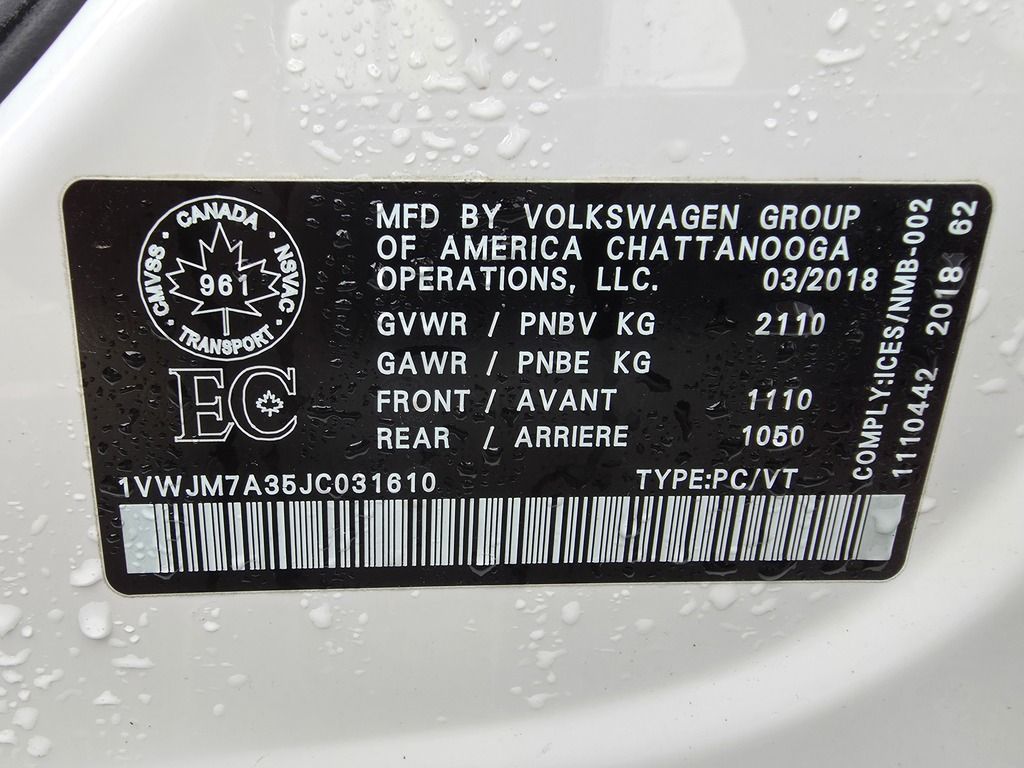 CANADA
CMVSS
NSVAC
961
TRANSPORT
EC
MFD BY VOLKSWAGEN GROUP
OF AMERICA CHATTANOOGA
OPERATIONS, LLC. 03/2018
GVWR / PNBV KG 2110
GAWR / PNBE KG
FRONT / AVANT 1110
REAR / ARRIERE 1050
1VWJM7A35JC031610 TYPE:PC/VT
COMPLY:ICES/NMB-002
1110442 2018 62